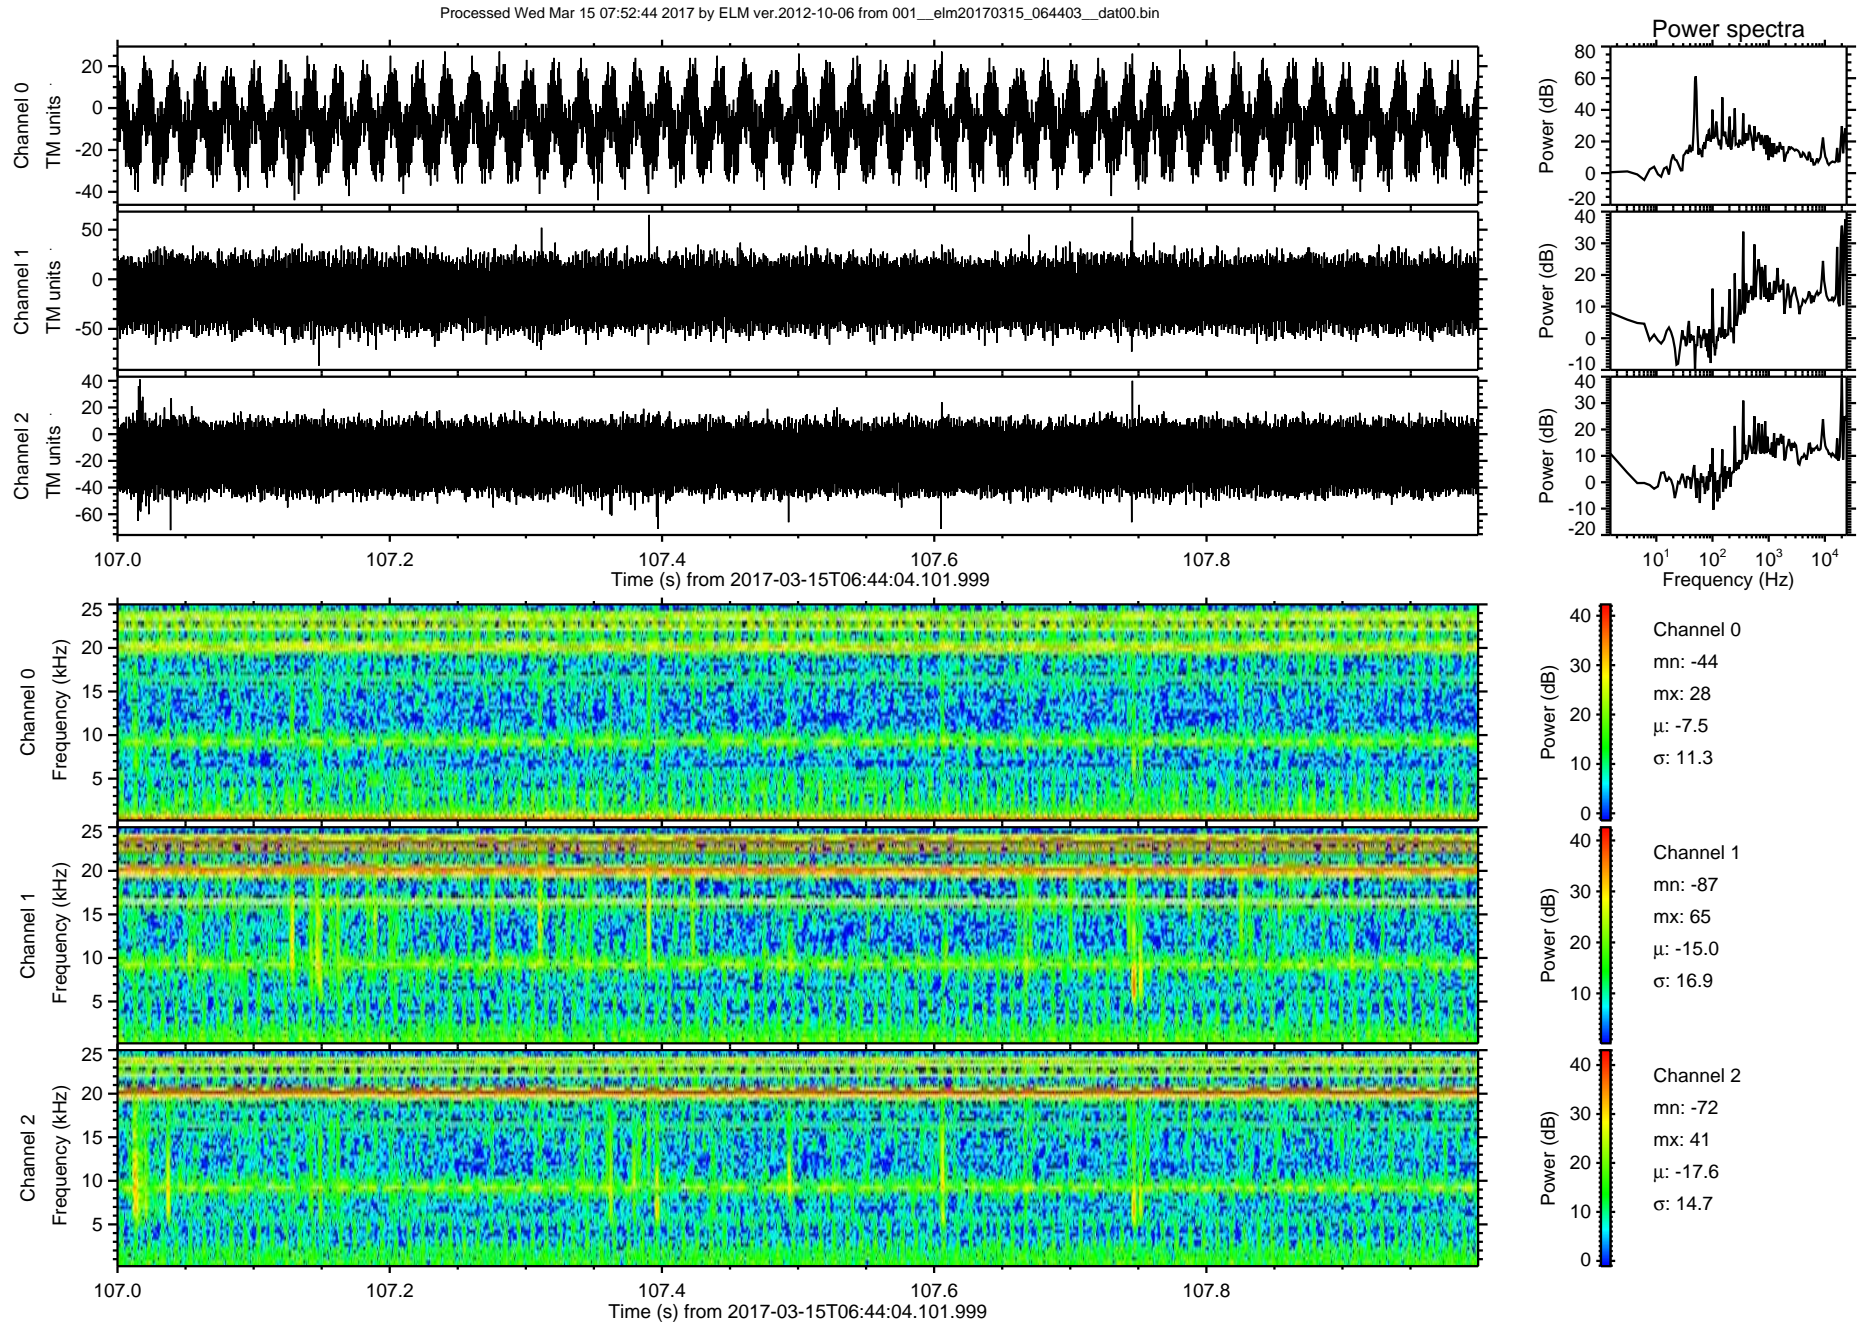 Processed Wed Mar 15 07:52:44 2017 by ELM ver.2012-10-06 from 001__elm20170315_064403__dat00.bin
Power spectra
Channel 0
TM units
20
0
-20
-40
Power (dB)
80
60
40
20
0
-20
Channel 1
TM units
50
0
-50
Power (dB)
40
30
20
10
0
-10
Channel 2
TM units
40
20
0
-20
-40
-60
Power (dB)
40
30
20
10
0
-10
-20
107.0 107.2 107.4 107.6 107.8
Time (s) from 2017-03-15T06:44:04.101.999
10^1 10^2 10^3 10^4
Frequency (Hz)
Channel 0
Frequency (kHz)
25
20
15
10
5
Power (dB)
40
30
20
10
0
Channel 0
mn: -44
mx: 28
µ: -7.5
σ: 11.3
Channel 1
Frequency (kHz)
25
20
15
10
5
Power (dB)
40
30
20
10
Channel 1
mn: -87
mx: 65
µ: -15.0
σ: 16.9
Channel 2
Frequency (kHz)
25
20
15
10
5
Power (dB)
40
30
20
10
0
Channel 2
mn: -72
mx: 41
µ: -17.6
σ: 14.7
107.0 107.2 107.4 107.6 107.8
Time (s) from 2017-03-15T06:44:04.101.999